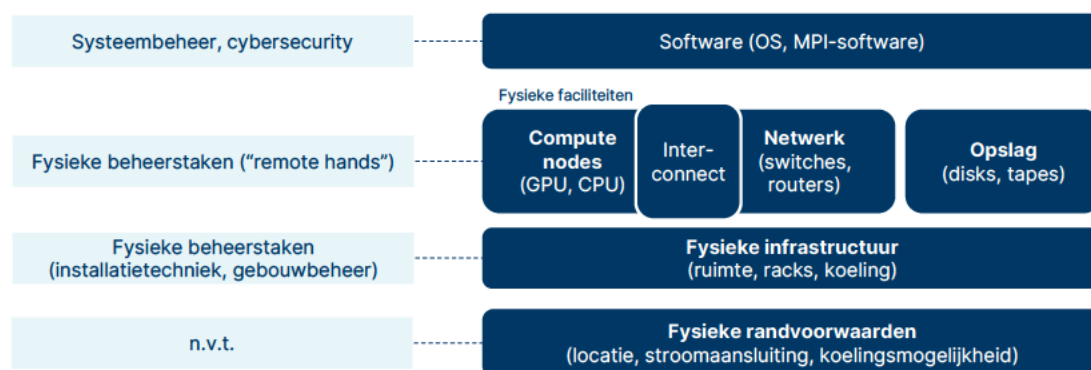 Systeembeheer, cybersecurity
Software (OS, MPI-software)
Fysieke faciliteiten
Fysieke beheerstaken (“remote hands”)
Compute
nodes
(GPU, CPU)
Inter-
connect
Netwerk
(switches,
routers)
Opslag
(disks, tapes)
Fysieke beheerstaken
(installatietechniek, gebouwbeheer)
Fysieke infrastructuur
(ruimte, racks, koeling)
n.v.t.
Fysieke randvoorwaarden
(locatie, stroomaansluiting, koelingsmogelijkheid)